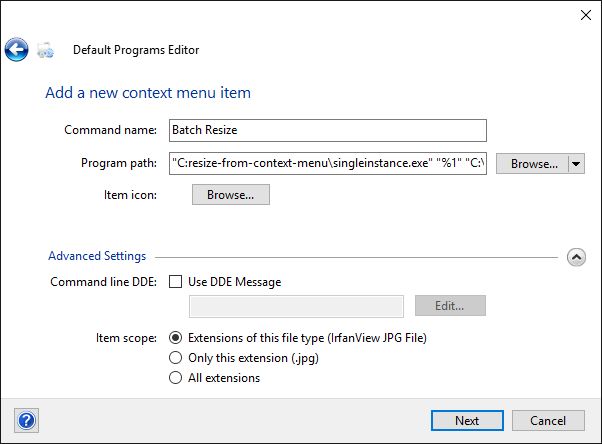 Default Programs Editor
Add a new context menu item
Command name: Batch Resize
Program path: "C:resize-from-context-menu\singleinstance.exe" "%1" "C:\ Browse...
Item icon: Browse...
Advanced Settings
Command line DDE: Use DDE Message
Edit...
Item scope: Extensions of this file type (IrfanView JPG File)
Only this extension (.jpg)
All extensions
Next Cancel